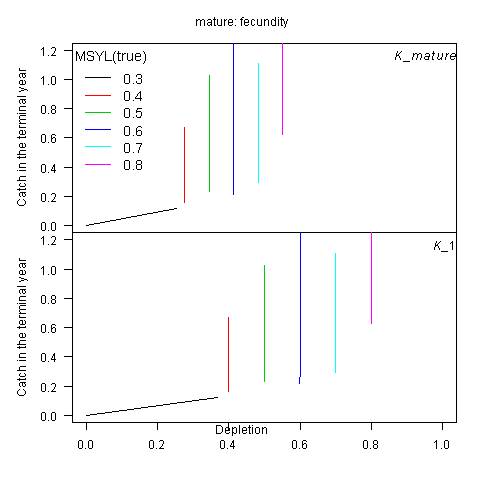 mature: fecundity
Catch in the terminal year
1.2
1.0
0.8
0.6
0.4
0.2
0.0
MSYL(true)
0.3
0.4
0.5
0.6
0.7
0.8
K_mature
Catch in the terminal year
1.2
1.0
0.8
0.6
0.4
0.2
0.0
K_1
Depletion
0.0 0.2 0.4 0.6 0.8 1.0